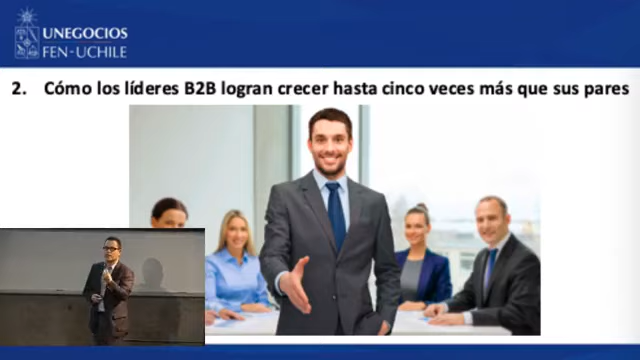 UNEGOCIOS
FEN-UCHILE
2. Cómo los líderes B2B logran crecer hasta cinco veces más que sus pares